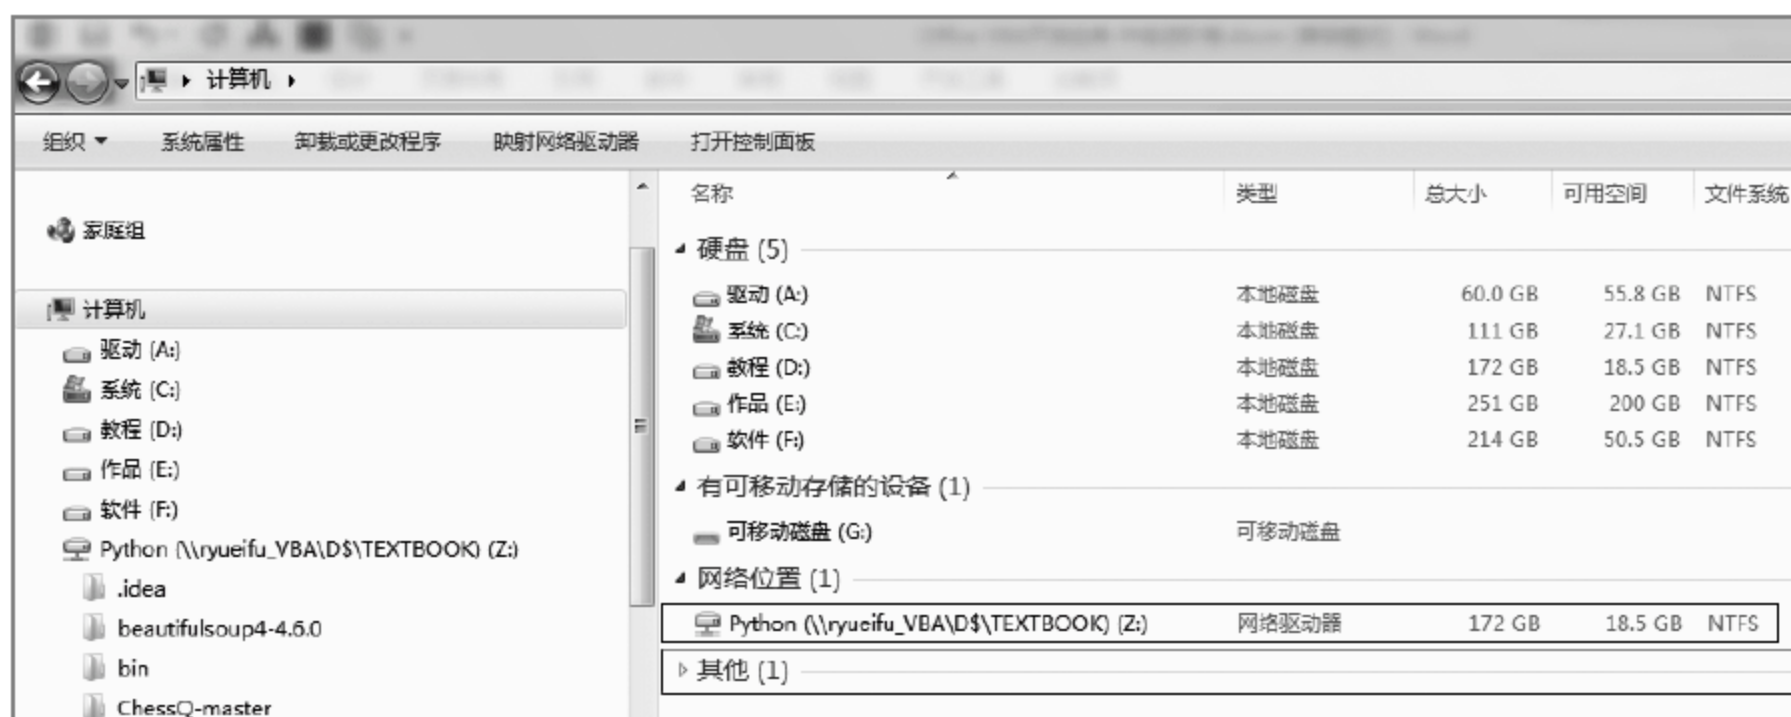 计算机
组织 系统属性 卸载或更改程序 映射网络驱动器 打开控制面板
家庭组
计算机
驱动 (A:)
系统 (C:)
教程 (D:)
作品 (E:)
软件 (F:)
Python (\\ryueifu_VBA\D$\TEXTBOOK) (Z:)
.idea
beautifulsoup4-4.6.0
bin
ChessQ-master
名称 类型 总大小 可用空间 文件系统
硬盘 (5)
驱动 (A:) 本地磁盘 60.0 GB 55.8 GB NTFS
系统 (C:) 本地磁盘 111 GB 27.1 GB NTFS
教程 (D:) 本地磁盘 172 GB 18.5 GB NTFS
作品 (E:) 本地磁盘 251 GB 200 GB NTFS
软件 (F:) 本地磁盘 214 GB 50.5 GB NTFS
有可移动存储的设备 (1)
可移动磁盘 (G:) 可移动磁盘
网络位置 (1)
Python (\\ryueifu_VBA\D$\TEXTBOOK) (Z:) 网络驱动器 172 GB 18.5 GB NTFS
其他 (1)